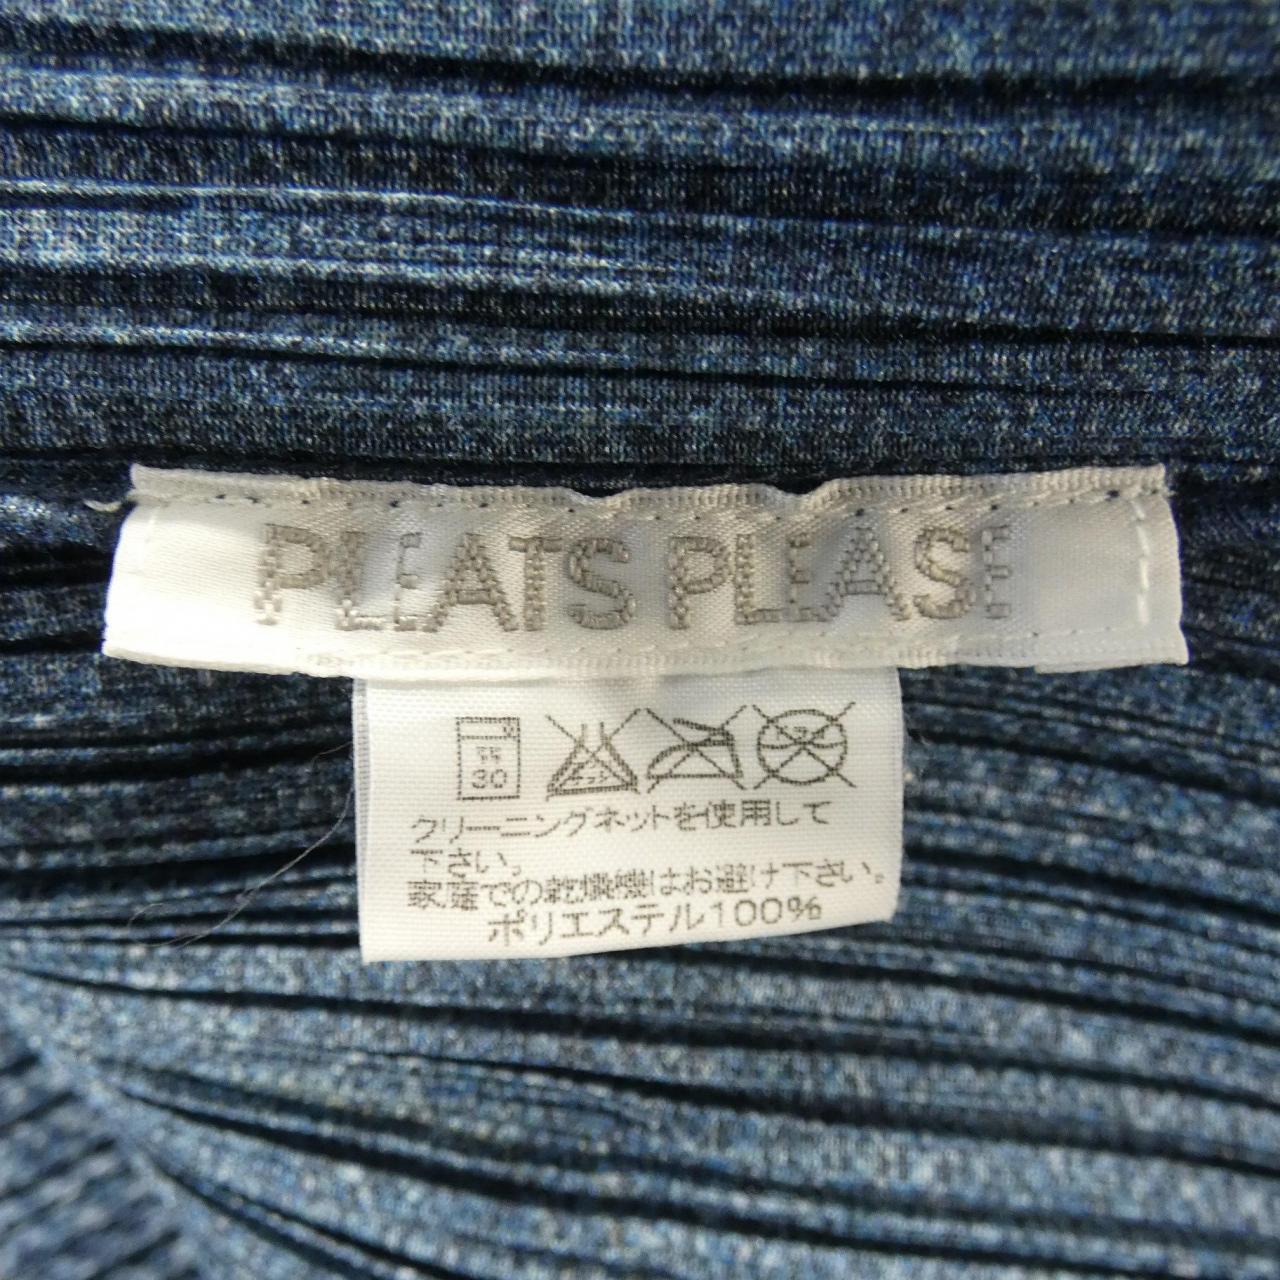 PLEATS PLEASE
弱
30
クリーニングネットを使用して
下さい。
家庭での乾燥機はお避け下さい。
ポリエステル100%